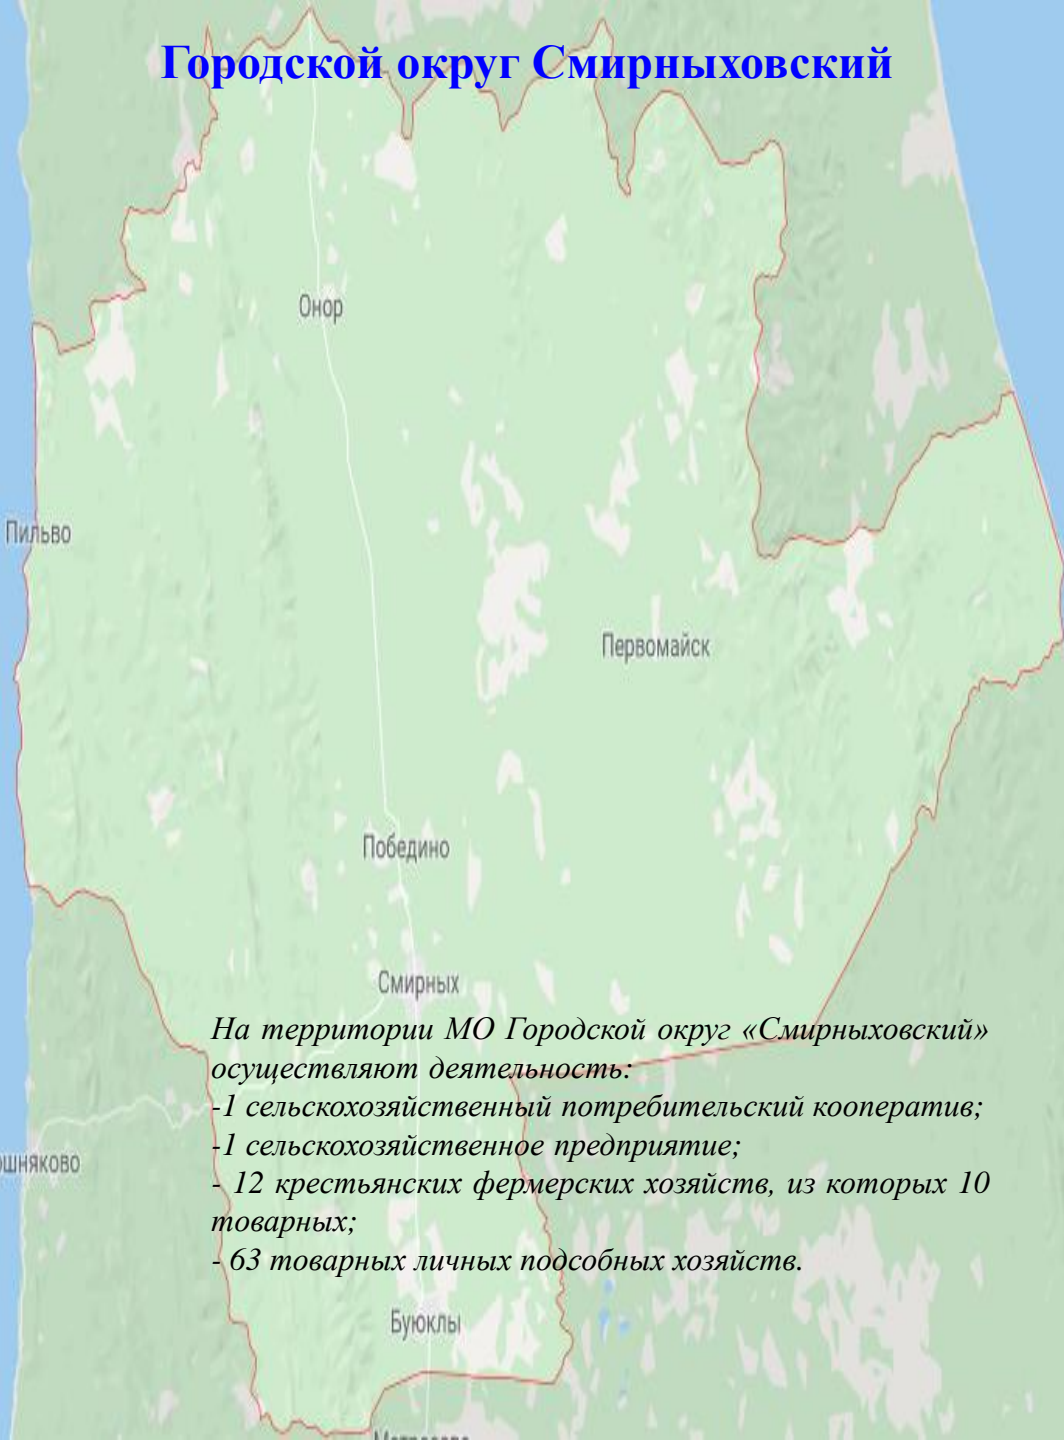 Городской округ Смирныховский
Онор
Пильво
Первомайск
Победино
Смирных
На территории МО Городской округ «Смирныховский»
осуществляют деятельность:
-1 сельскохозяйственный потребительский кооператив;
-1 сельскохозяйственное предприятие;
ошняково
- 12 крестьянских фермерских хозяйств, из которых 10
товарных;
- 63 товарных личных подсобных хозяйств.
Буюклы